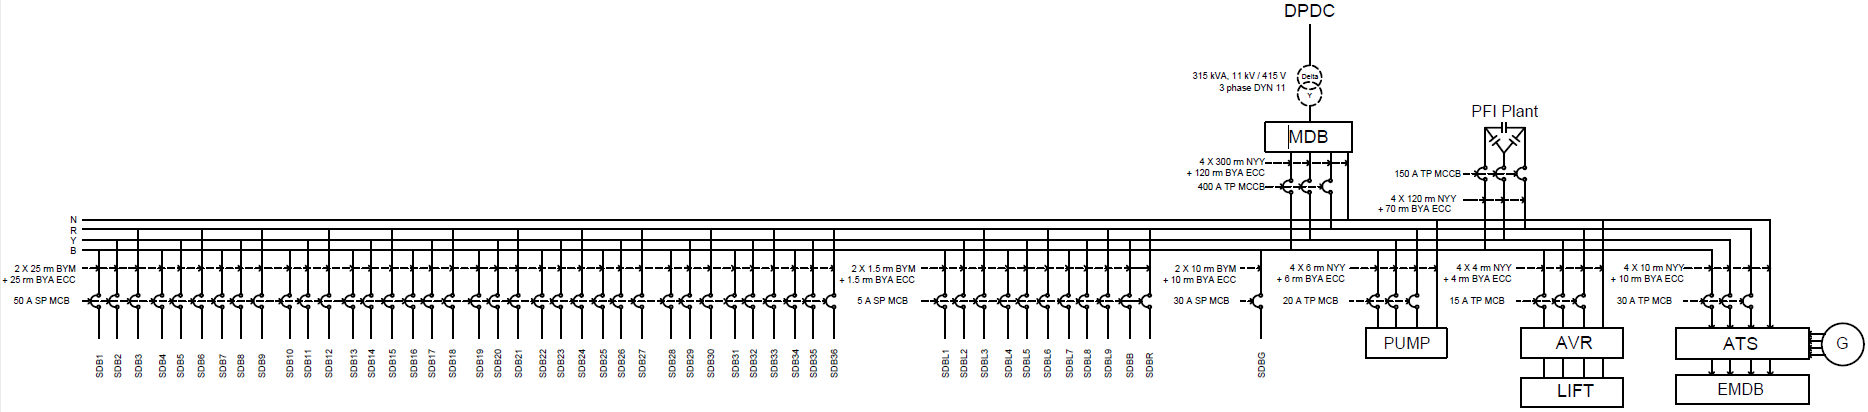 DPDC
315 kVA, 11 kV / 415 V
3 phase DYN 11
Delta
Y
PFI Plant
MDB
4 X 300 rm NYY
+ 120 rm BYA ECC
400 A TP MCCB
150 A TP MCCB
4 X 120 rm NYY
+ 70 rm BYA ECC
N
R
Y
B
2 X 25 rm BYM
+ 25 rm BYA ECC
50 A SP MCB
2 X 1.5 rm BYM
+ 1.5 rm BYA ECC
5 A SP MCB
2 X 10 rm BYM
+ 10 rm BYA ECC
30 A SP MCB
4 X 6 rm NYY
+ 6 rm BYA ECC
20 A TP MCB
4 X 4 rm NYY
+ 4 rm BYA ECC
15 A TP MCB
4 X 10 rm NYY
+ 10 rm BYA ECC
30 A TP MCB
SDB1
SDB2
SDB3
SDB4
SDB5
SDB6
SDB7
SDB8
SDB9
SDB10
SDB11
SDB12
SDB13
SDB14
SDB15
SDB16
SDB17
SDB18
SDB19
SDB20
SDB21
SDB22
SDB23
SDB24
SDB25
SDB26
SDB27
SDB28
SDB29
SDB30
SDB31
SDB32
SDB33
SDB34
SDB35
SDB36
SDBL1
SDBL2
SDBL3
SDBL4
SDBL5
SDBL6
SDBL7
SDBL8
SDBL9
SDBB
SDBR
SDBG
PUMP
AVR
LIFT
ATS
G
EMDB